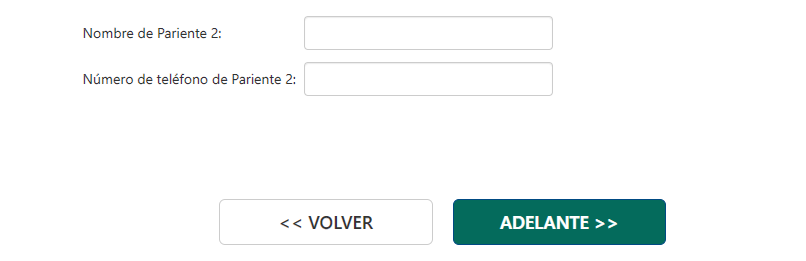 Nombre de Pariente 2:
Número de teléfono de Pariente 2:
<< VOLVER
ADELANTE >>